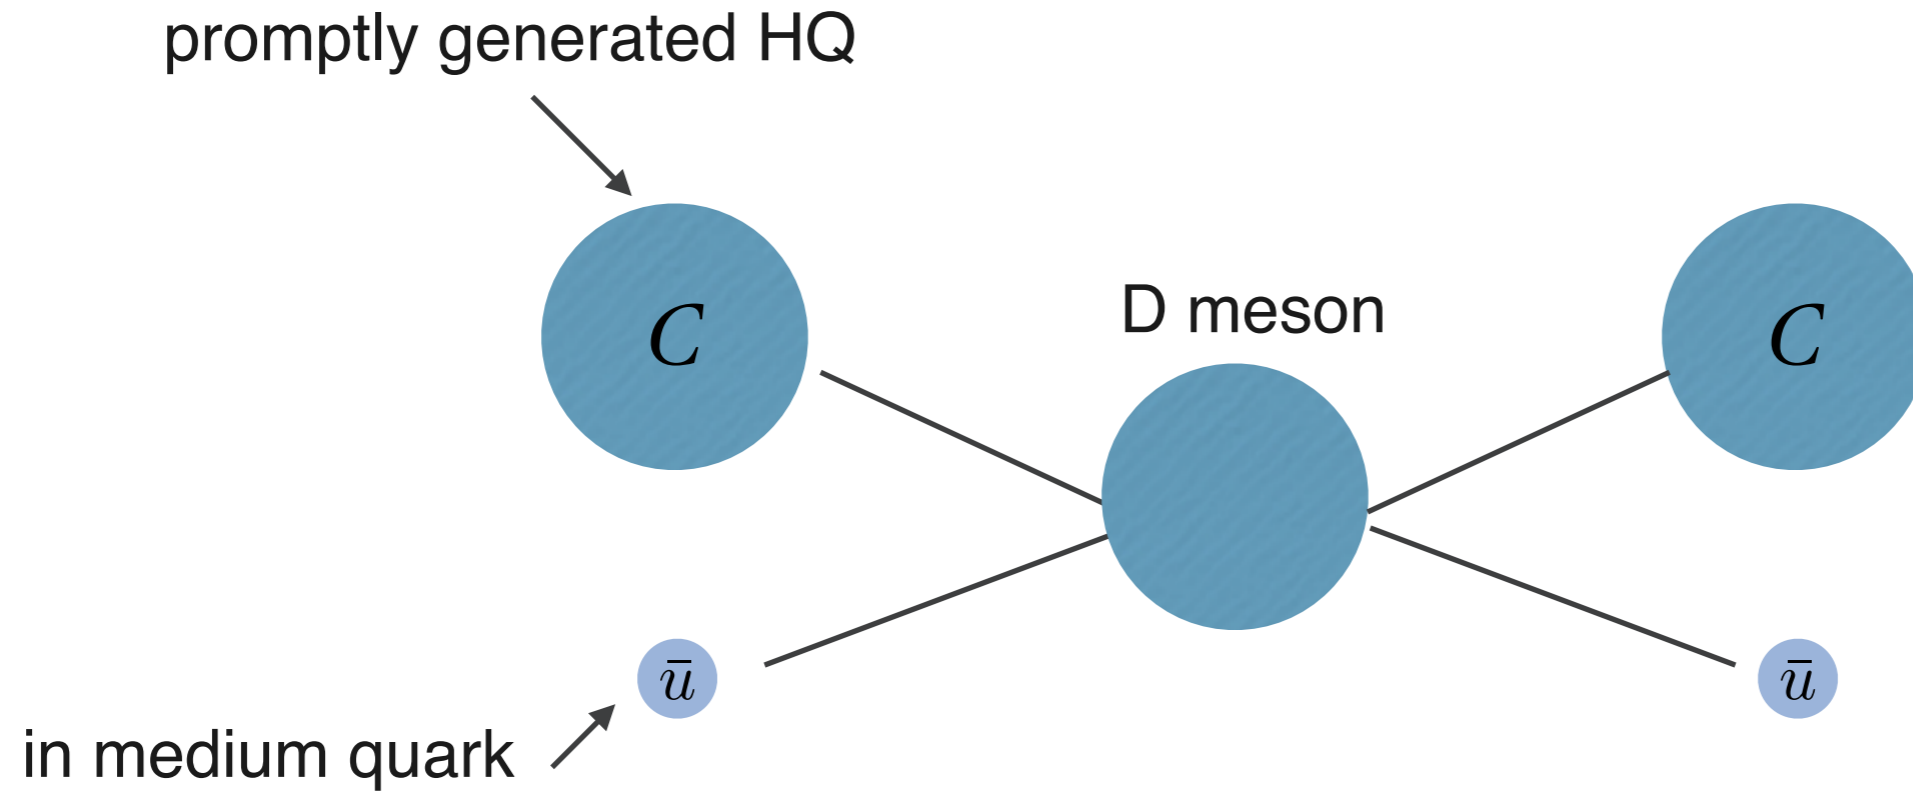 promptly generated HQ
D meson
C
C
ū
ū
in medium quark